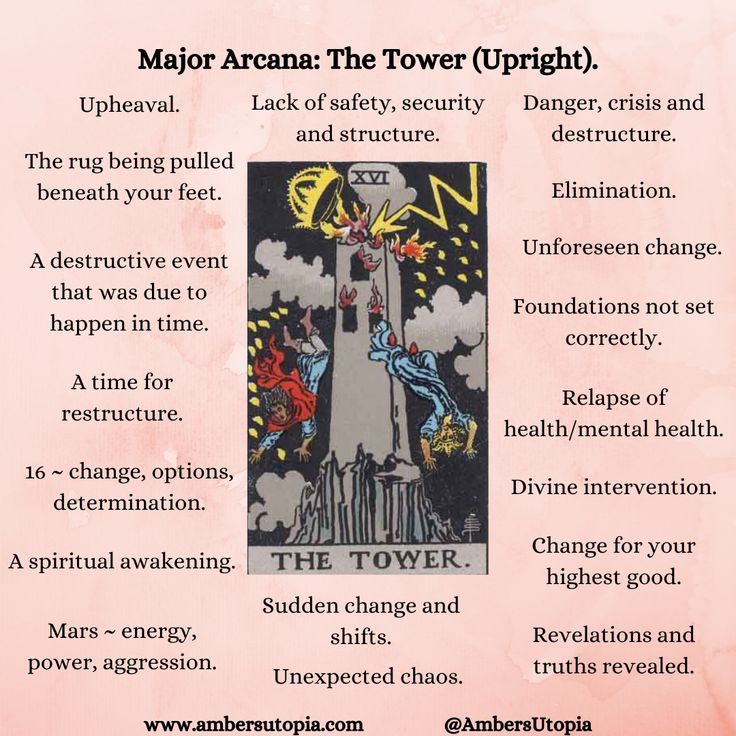 Major Arcana: The Tower (Upright).
Upheaval.
The rug being pulled
beneath your feet.
A destructive event
that was due to
happen in time.
A time for
restructure.
16 ~ change, options,
determination.
A spiritual awakening.
Mars ~ energy,
power, aggression.
Lack of safety, security
and structure.
XVI
THE TOWER.
Sudden change and
shifts.
Unexpected chaos.
Danger, crisis and
destructure.
Elimination.
Unforeseen change.
Foundations not set
correctly.
Relapse of
health/mental health.
Divine intervention.
Change for your
highest good.
Revelations and
truths revealed.
www.ambersutopia.com
@AmbersUtopia